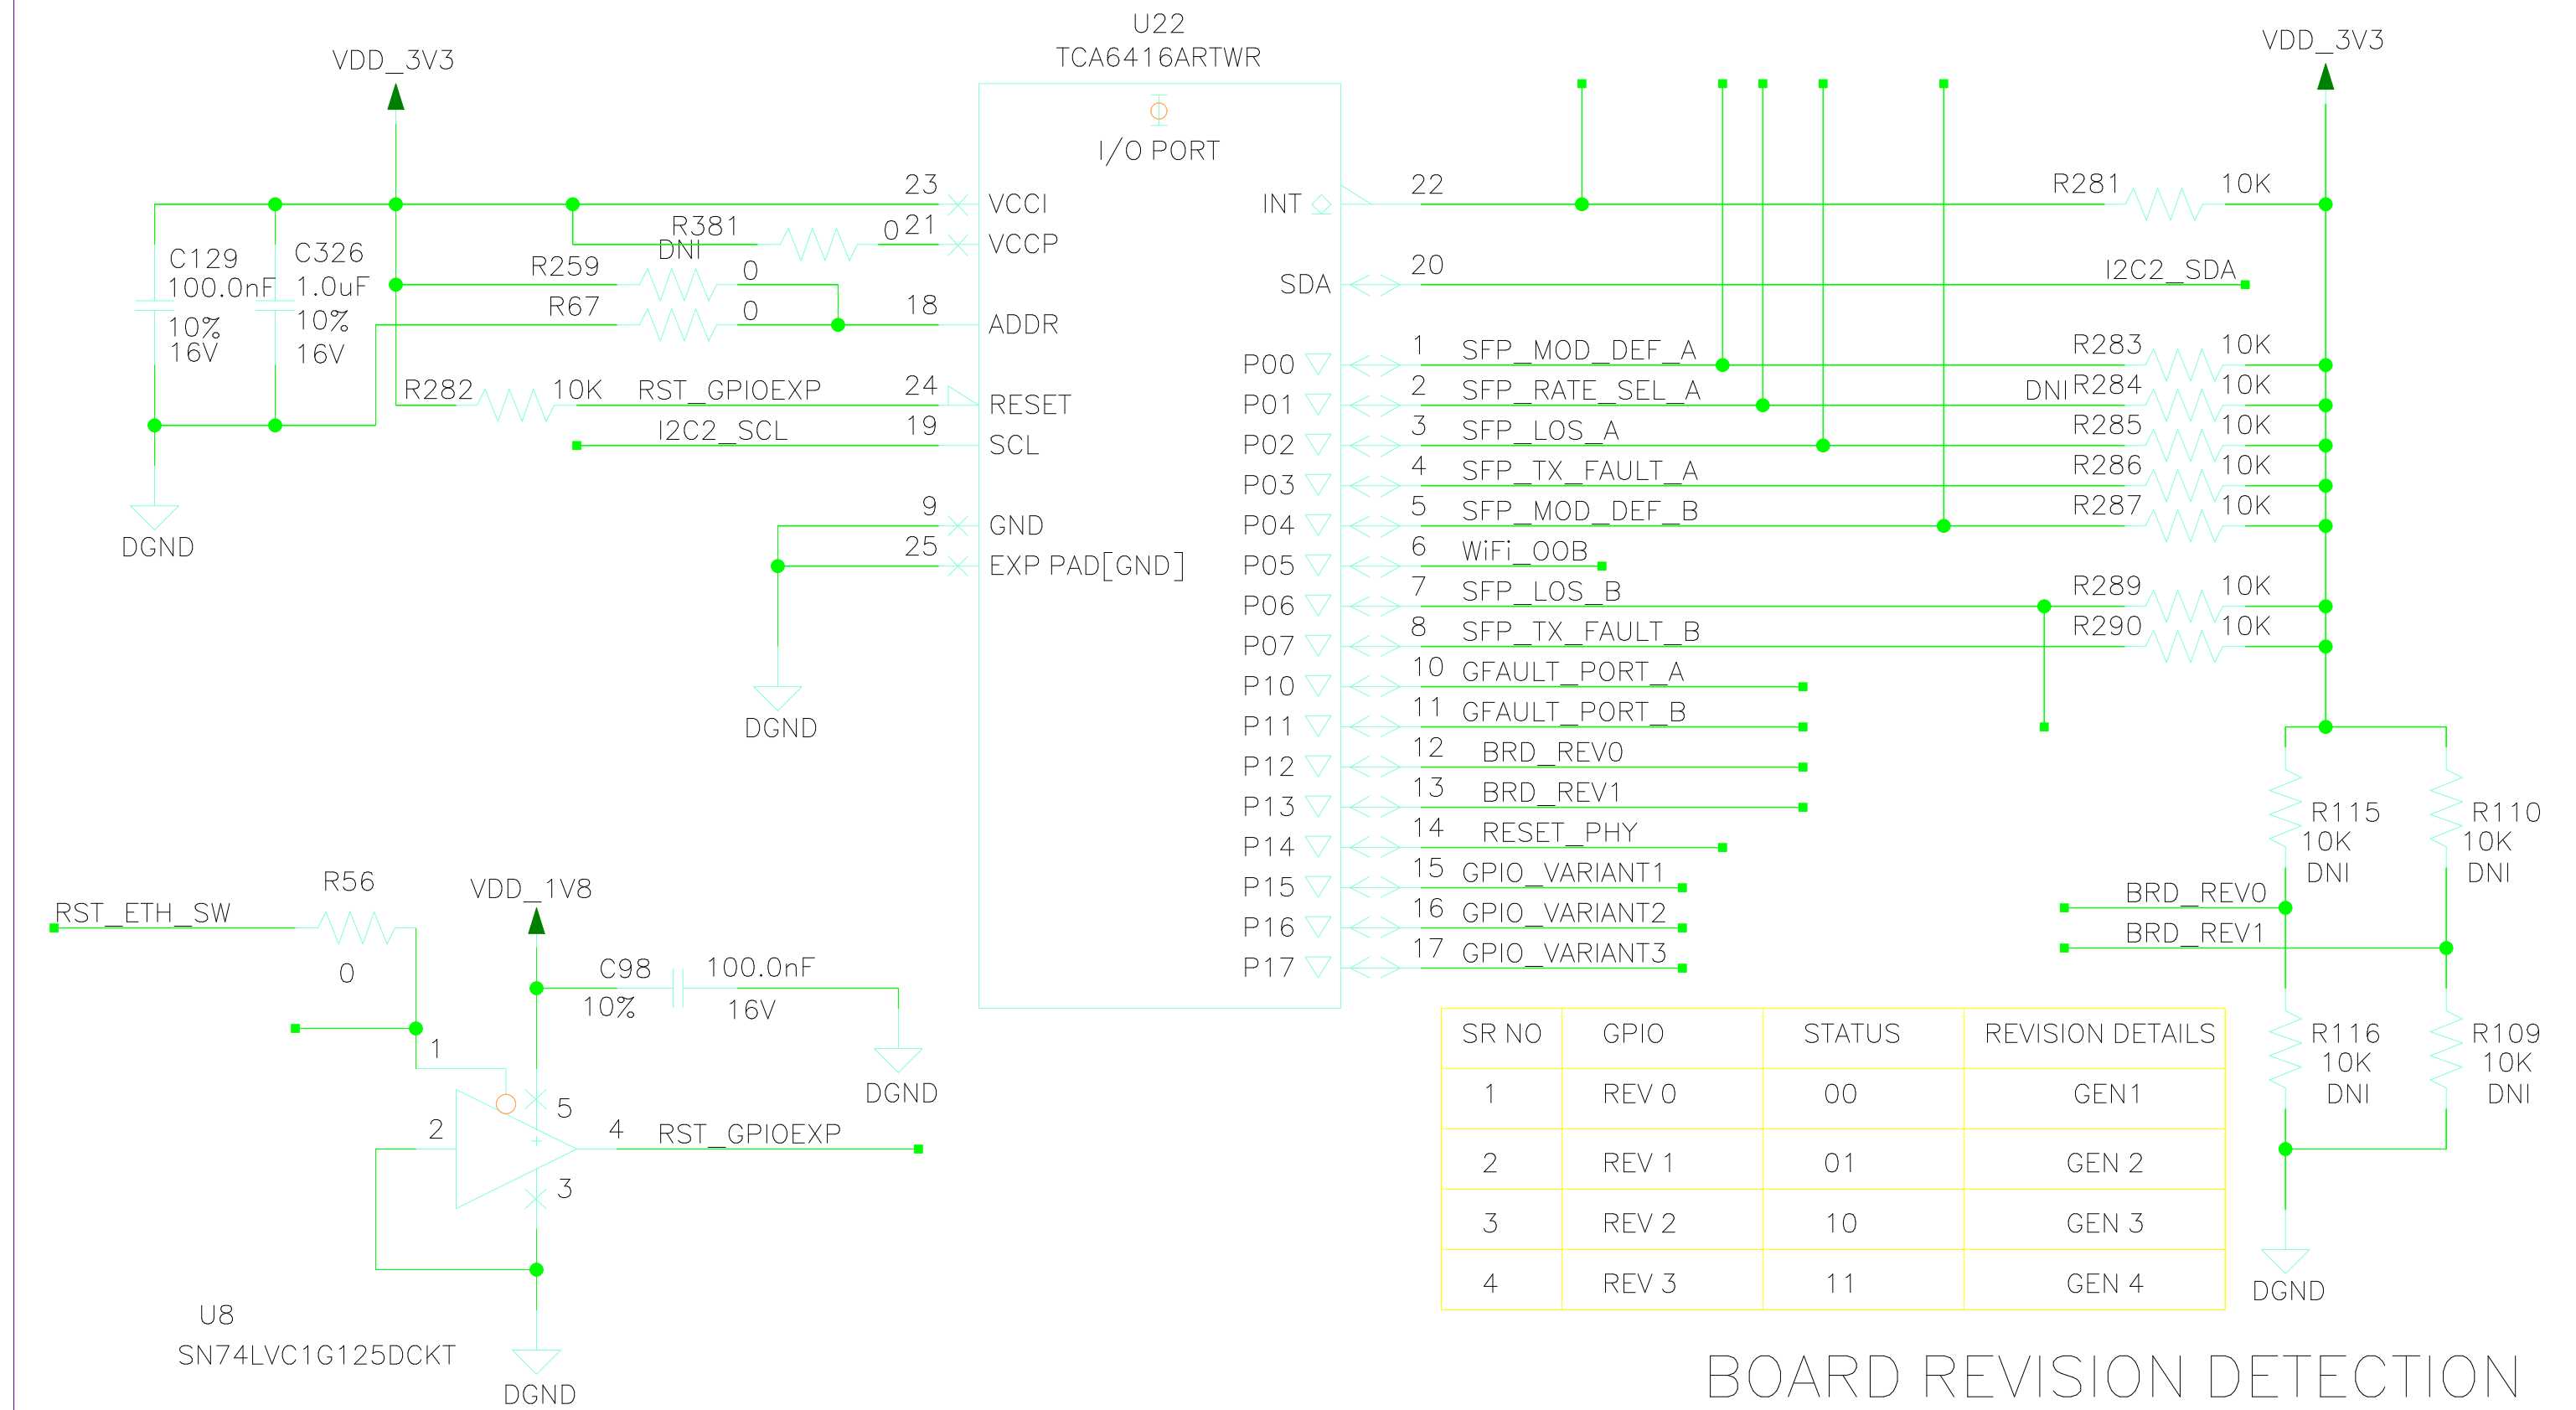 U22
TCA6416ARTWR
I/O PORT
VDD_3V3
VDD_3V3
C129
100.0nF
10%
16V
C326
1.0uF
10%
16V
DGND
R381
0
DNI
R259
0
R67
0
R282
10K
RST_GPIOEXP
I2C2_SCL
23
VCCI
21
VCCP
18
ADDR
24
RESET
19
SCL
9
GND
25
EXP PAD[GND]
DGND
INT
22
R281
10K
SDA
20
I2C2_SDA
P00
1
SFP_MOD_DEF_A
R283
10K
P01
2
SFP_RATE_SEL_A
DNI
R284
10K
P02
3
SFP_LOS_A
R285
10K
P03
4
SFP_TX_FAULT_A
R286
10K
P04
5
SFP_MOD_DEF_B
R287
10K
P05
6
WiFi_OOB
P06
7
SFP_LOS_B
R289
10K
P07
8
SFP_TX_FAULT_B
R290
10K
P10
10
GFAULT_PORT_A
P11
11
GFAULT_PORT_B
P12
12
BRD_REV0
P13
13
BRD_REV1
P14
14
RESET_PHY
P15
15
GPIO_VARIANT1
P16
16
GPIO_VARIANT2
P17
17
GPIO_VARIANT3
R115
10K
DNI
R110
10K
DNI
BRD_REV0
BRD_REV1
R116
10K
DNI
R109
10K
DNI
DGND
RST_ETH_SW
R56
0
VDD_1V8
C98
10%
100.0nF
16V
DGND
1
2
5
4
3
RST_GPIOEXP
U8
SN74LVC1G125DCKT
DGND
SR NO GPIO STATUS REVISION DETAILS
1 REV 0 00 GEN1
2 REV 1 01 GEN 2
3 REV 2 10 GEN 3
4 REV 3 11 GEN 4
BOARD REVISION DETECTION